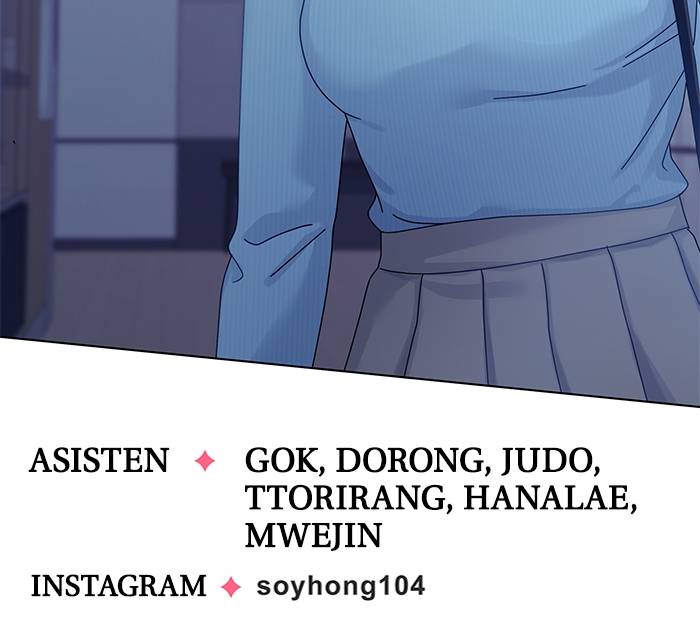 ASISTEN ✦ GOK, DORONG, JUDO,
TTORIRANG, HANALAE,
MWEJIN
INSTAGRAM ✦ soyhong104